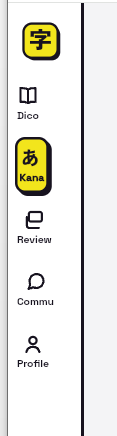 字
Dico
あ
Kana
Review
Commu
Profile